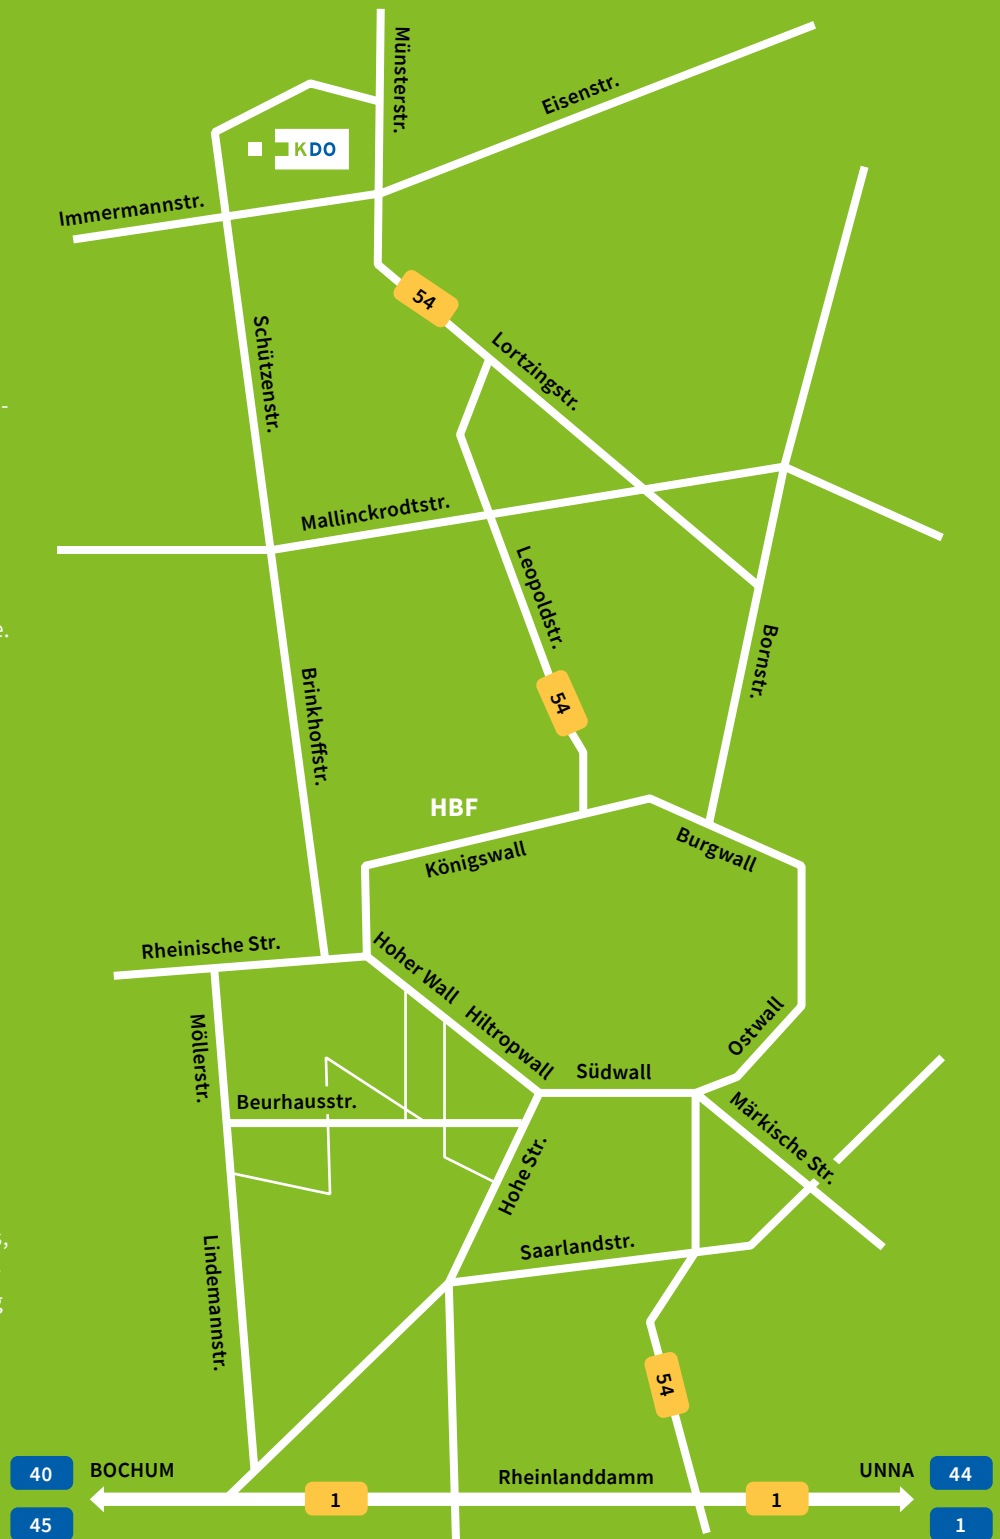 Münsterstr.
Eisenstr.
KDO
Immermannstr.
54
Schützenstr.
Lortzingstr.
-
Mallinckrodtstr.
Leopoldstr.
e.
Bornstr.
Brinkhoffstr.
54
HBF
Königswall
Burgwall
Rheinische Str.
Hoher Wall
Hiltropwall
Ostwall
Möllerstr.
Südwall
Beurhausstr.
Märkische Str.
Hohe Str.
Saarlandstr.
Lindemannstr.
54
40
BOCHUM
Rheinlanddamm
UNNA
44
1
1
45
1